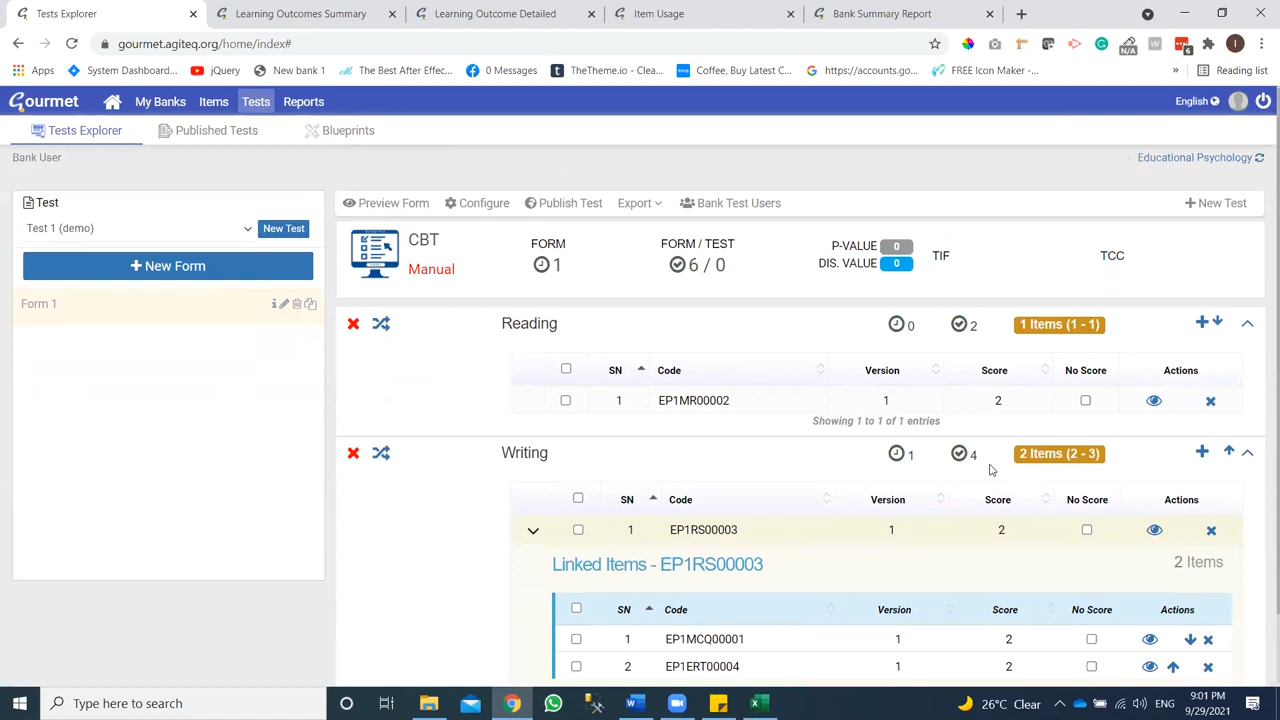 Tests Explorer
Learning Outcomes Summary
Learning Outcome Detailed
Item Usage
Bank Summary Report
gourmet.agiteq.org/home/index#
N/A
6
I
Apps
System Dashboard...
jQuery
New bank 1
The Best After Effec...
0 Messages
TheTheme.io - Clea...
Coffee, Buy Latest C...
https://accounts.go...
FREE Icon Maker -...
»
Reading list
Gourmet
My Banks
Items
Tests
Reports
English
Tests Explorer
Published Tests
Blueprints
Bank User
Educational Psychology
Test
Test 1 (demo)
New Test
New Form
Form 1
Preview Form
Configure
Publish Test
Export
Bank Test Users
New Test
CBT
Manual
FORM
1
FORM / TEST
6 / 0
P-VALUE 0
DIS. VALUE 0
TIF
TCC
Reading
0
2
1 Items (1 - 1)
SN Code Version Score No Score Actions
1 EP1MR00002 1 2
Showing 1 to 1 of 1 entries
Writing
1
4
2 Items (2 - 3)
SN Code Version Score No Score Actions
1 EP1RS00003 1 2
Linked Items - EP1RS00003
2 Items
SN Code Version Score No Score Actions
1 EP1MCQ00001 1 2
2 EP1ERT00004 1 2
Type here to search
26°C Clear
ENG
9:01 PM
9/29/2021